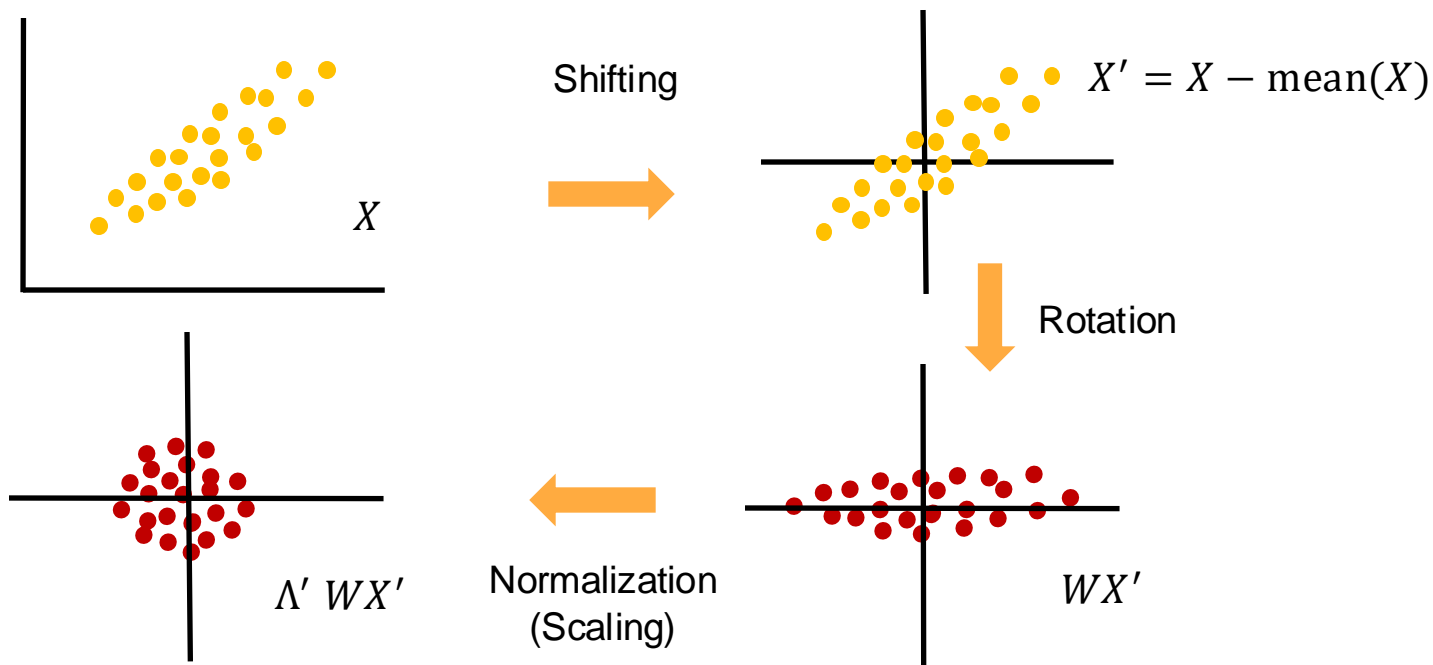 Shifting
X′ = X − mean(X)
X
Rotation
Λ′ WX′
Normalization
(Scaling)
WX′